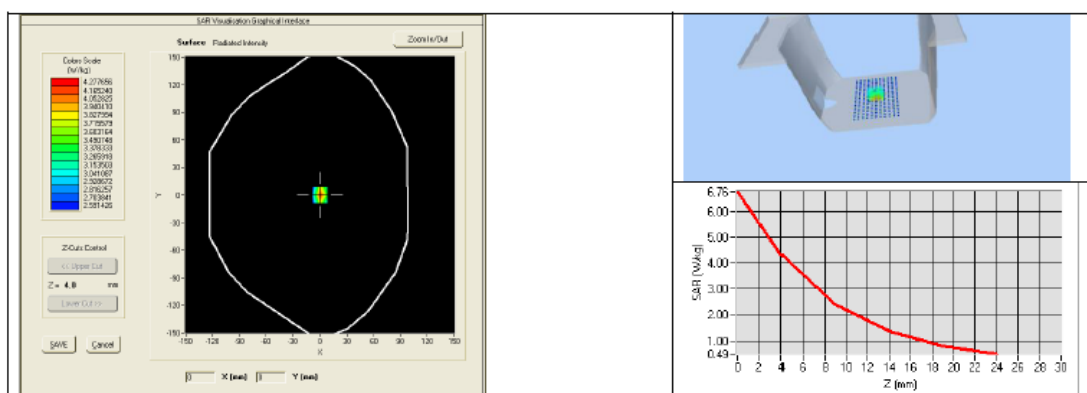 SAR Visualisation Graphical Interface
Surface Radiated Intensity
Zoom In/Out
Colors Scale
(W/kg)
4.277656
4.165240
4.052825
3.940410
3.827994
3.715579
3.603164
3.490748
3.378333
3.265918
3.153503
3.041087
2.928672
2.816257
2.703841
2.591426
150
120
90
60
30
0
-30
-60
-90
-120
-150
Y
-150 -120 -90 -60 -30 0 30 60 90 120 150
X
Z-Cuts Control
<< Upper Cut
Z = 4.0 mm
Lower Cut >>
SAVE Cancel
0 X (mm) Y (mm)
6.76
6.00
5.00
4.00
3.00
2.00
1.00
0.49
SAR (W/kg)
0 2 4 6 8 10 12 14 16 18 20 22 24 26 28 30
Z (mm)